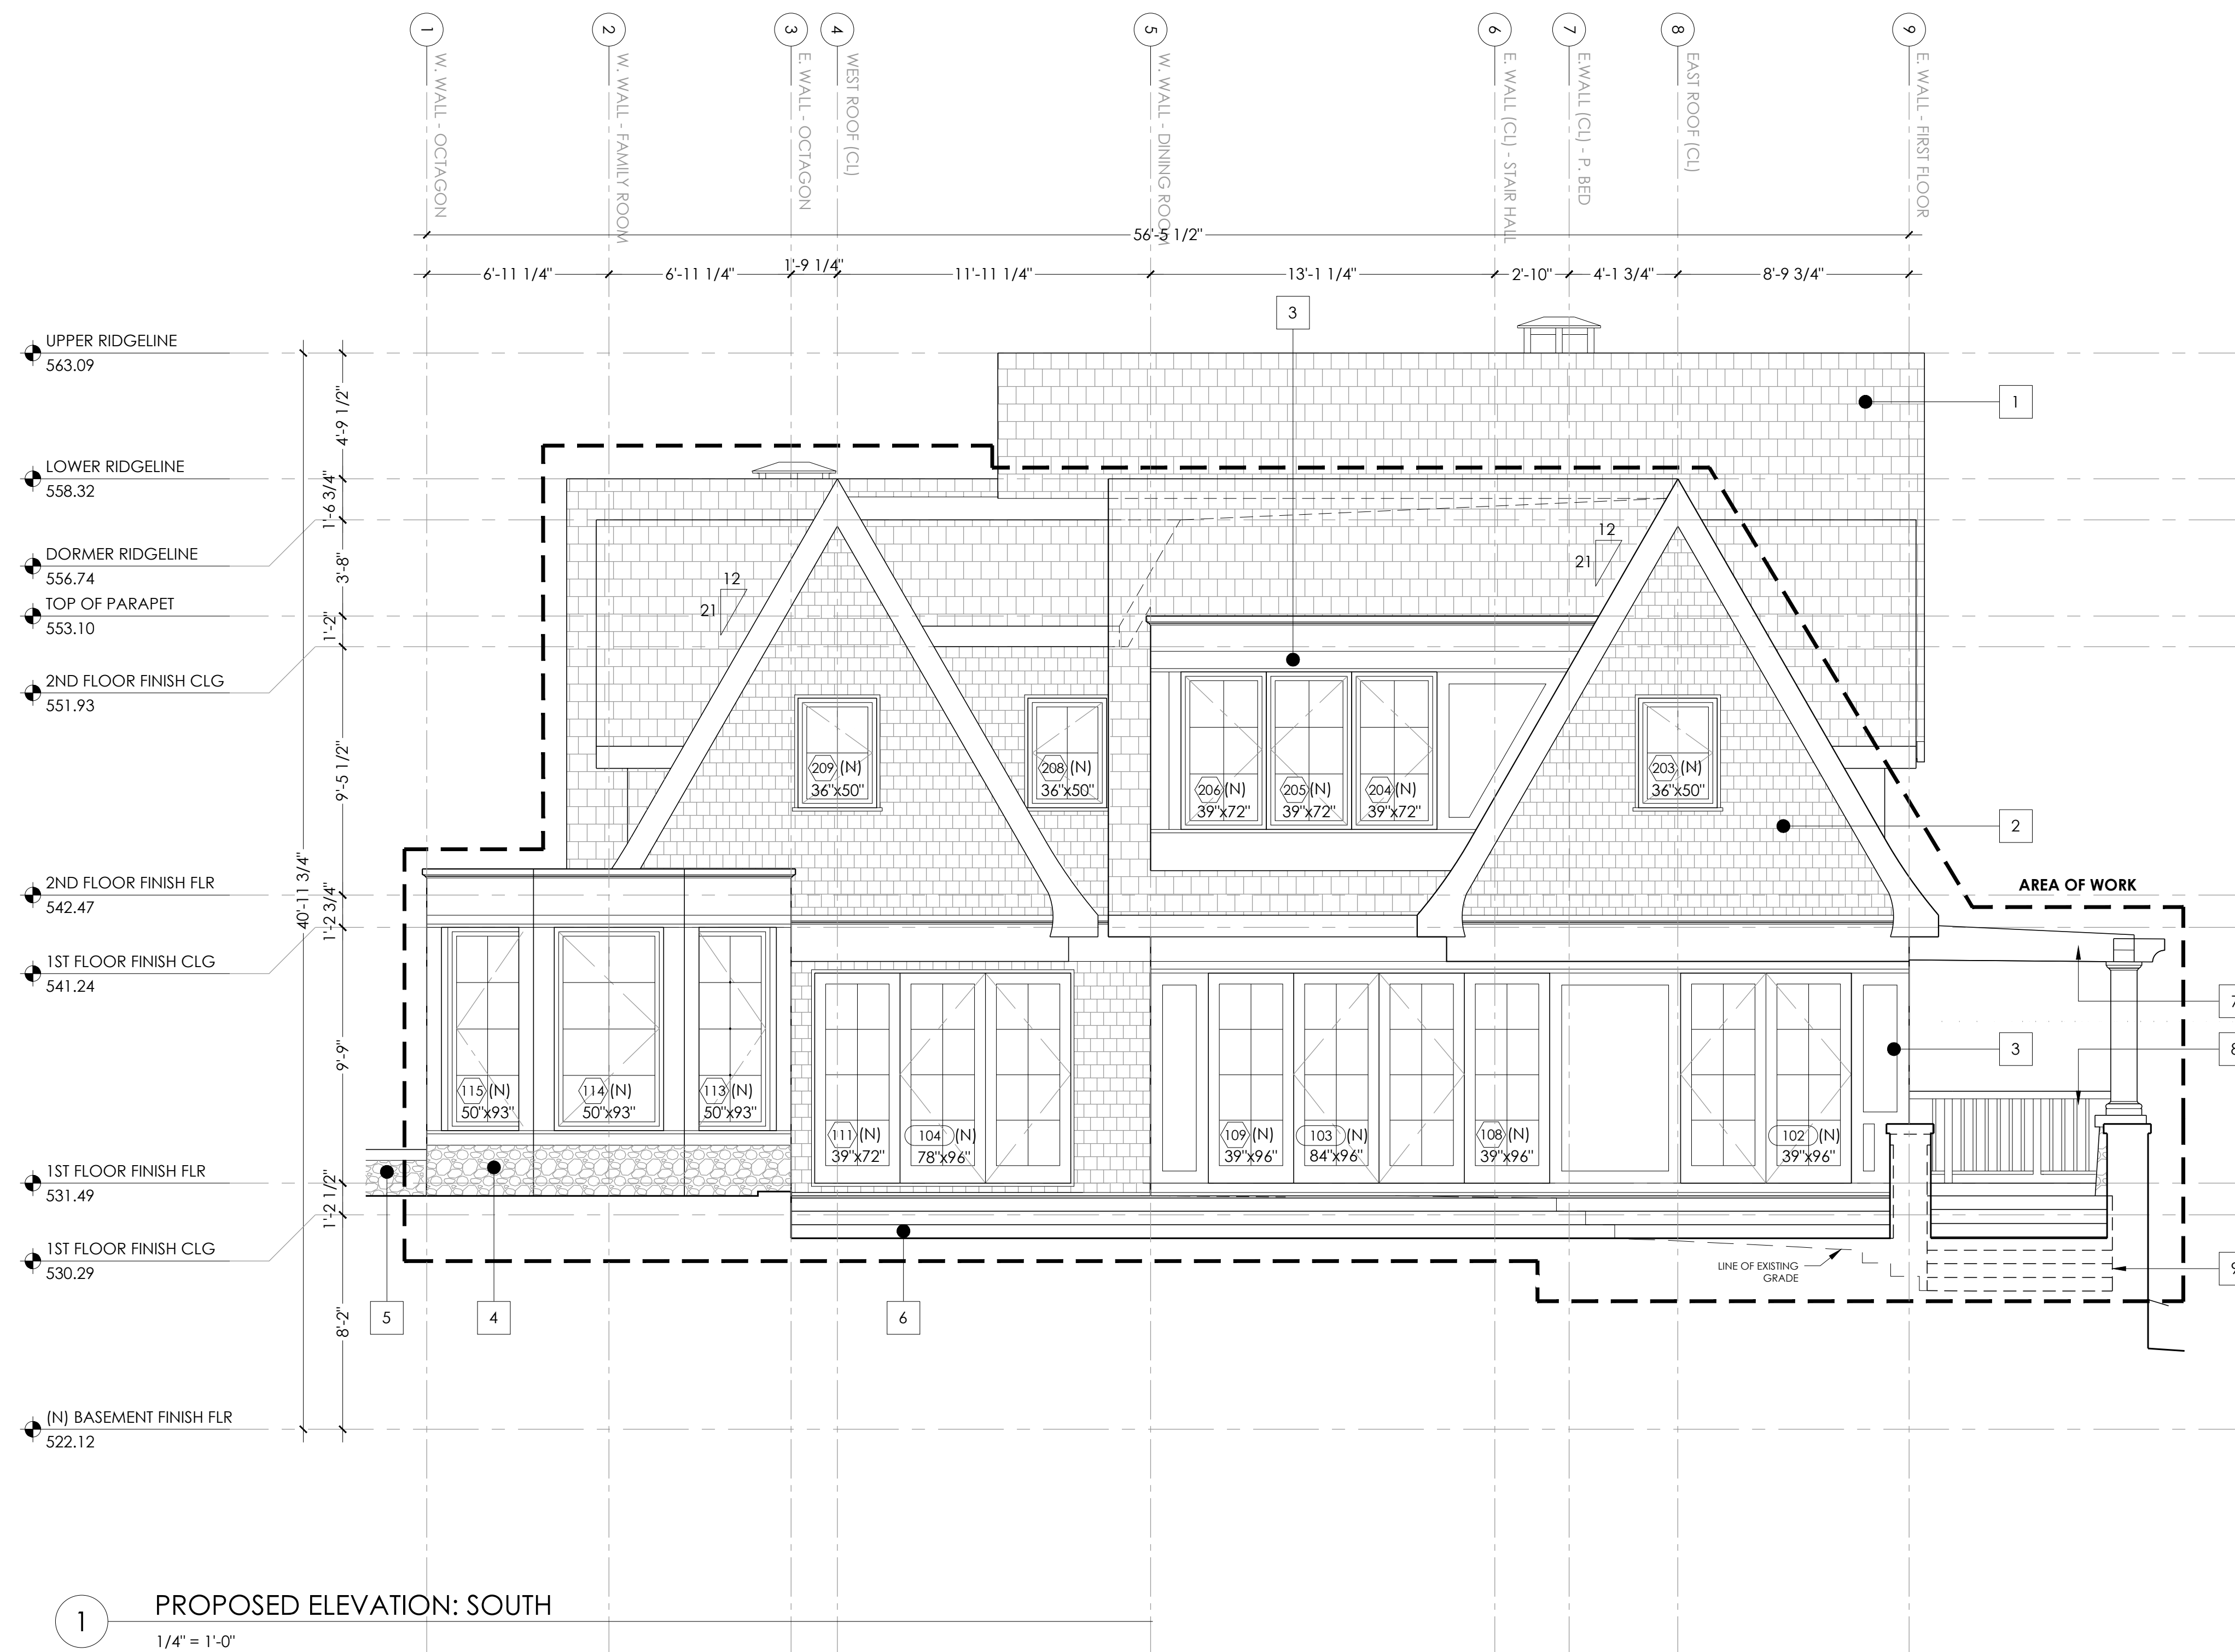 1
2
3
4
5
6
7
8
9
W. WALL - OCTAGON
W. WALL - FAMILY ROOM
E. WALL - OCTAGON
WEST ROOF (CL)
W. WALL - DINING ROOM
E. WALL (CL) - STAIR HALL
E.WALL (CL) - P. BED
EAST ROOF (CL)
E. WALL - FIRST FLOOR
56'-5 1/2"
6'-11 1/4"
6'-11 1/4"
1'-9 1/4"
11'-11 1/4"
13'-1 1/4"
2'-10"
4'-1 3/4"
8'-9 3/4"
UPPER RIDGELINE
563.09
LOWER RIDGELINE
558.32
DORMER RIDGELINE
556.74
TOP OF PARAPET
553.10
2ND FLOOR FINISH CLG
551.93
2ND FLOOR FINISH FLR
542.47
1ST FLOOR FINISH CLG
541.24
1ST FLOOR FINISH FLR
531.49
1ST FLOOR FINISH CLG
530.29
(N) BASEMENT FINISH FLR
522.12
40'-11 3/4"
4'-9 1/2"
1'-6 3/4"
3'-8"
1'-2"
9'-5 1/2"
1'-2 3/4"
9'-9"
1'-2 1/2"
8'-2"
3
1
12
21
12
21
209 (N)
36"x50"
208 (N)
36"x50"
206 (N)
39"x72"
205 (N)
39"x72"
204 (N)
39"x72"
203 (N)
36"x50"
2
AREA OF WORK
7
3
8
115 (N)
50"x93"
114 (N)
50"x93"
113 (N)
50"x93"
111 (N)
39"x72"
104 (N)
78"x96"
109 (N)
39"x96"
103 (N)
84"x96"
108 (N)
39"x96"
102 (N)
39"x96"
LINE OF EXISTING
GRADE
9
5
4
6
1
PROPOSED ELEVATION: SOUTH
1/4" = 1'-0"